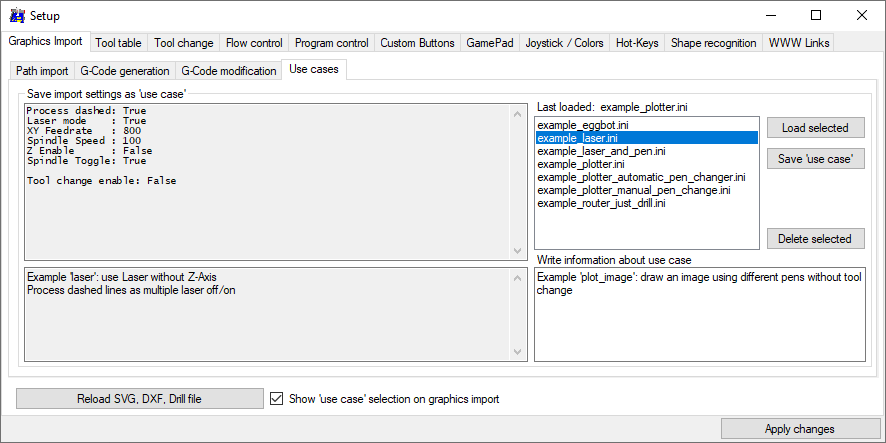 Setup
Graphics Import Tool table Tool change Flow control Program control Custom Buttons GamePad Joystick / Colors Hot-Keys Shape recognition WWW Links
Path import G-Code generation G-Code modification Use cases
Save import settings as 'use case'
Process dashed: True
Laser mode    : True
XY Feedrate   : 800
Spindle Speed : 100
Z Enable      : False
Spindle Toggle: True
Tool change enable: False
Example 'laser': use Laser without Z-Axis
Process dashed lines as multiple laser off/on
Last loaded: example_plotter.ini
example_eggbot.ini
example_laser.ini
example_laser_and_pen.ini
example_plotter.ini
example_plotter_automatic_pen_changer.ini
example_plotter_manual_pen_change.ini
example_router_just_drill.ini
Load selected
Save 'use case'
Delete selected
Write information about use case
Example 'plot_image': draw an image using different pens without tool
change
Reload SVG, DXF, Drill file
Show 'use case' selection on graphics import
Apply changes